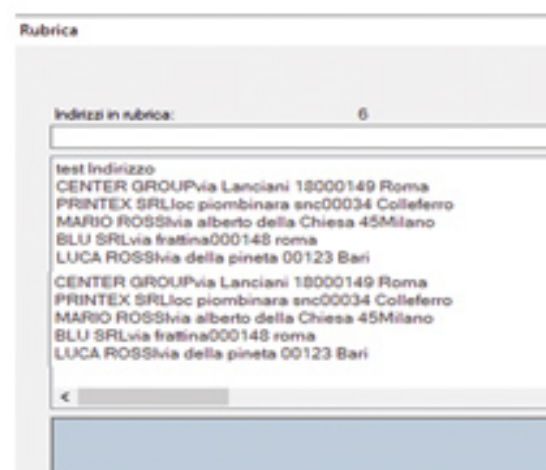 Rubrica
Indirizzi in rubrica: 6
test Indirizzo
CENTER GROUPvia Lanciani 18000149 Roma
PRINTEX SRLloc piombinara snc00034 Colleferro
MARIO ROSSIvia alberto della Chiesa 45Milano
BLU SRLvia frattina000148 roma
LUCA ROSSIvia della pineta 00123 Bari
CENTER GROUPvia Lanciani 18000149 Roma
PRINTEX SRLloc piombinara snc00034 Colleferro
MARIO ROSSIvia alberto della Chiesa 45Milano
BLU SRLvia frattina000148 roma
LUCA ROSSIvia della pineta 00123 Bari